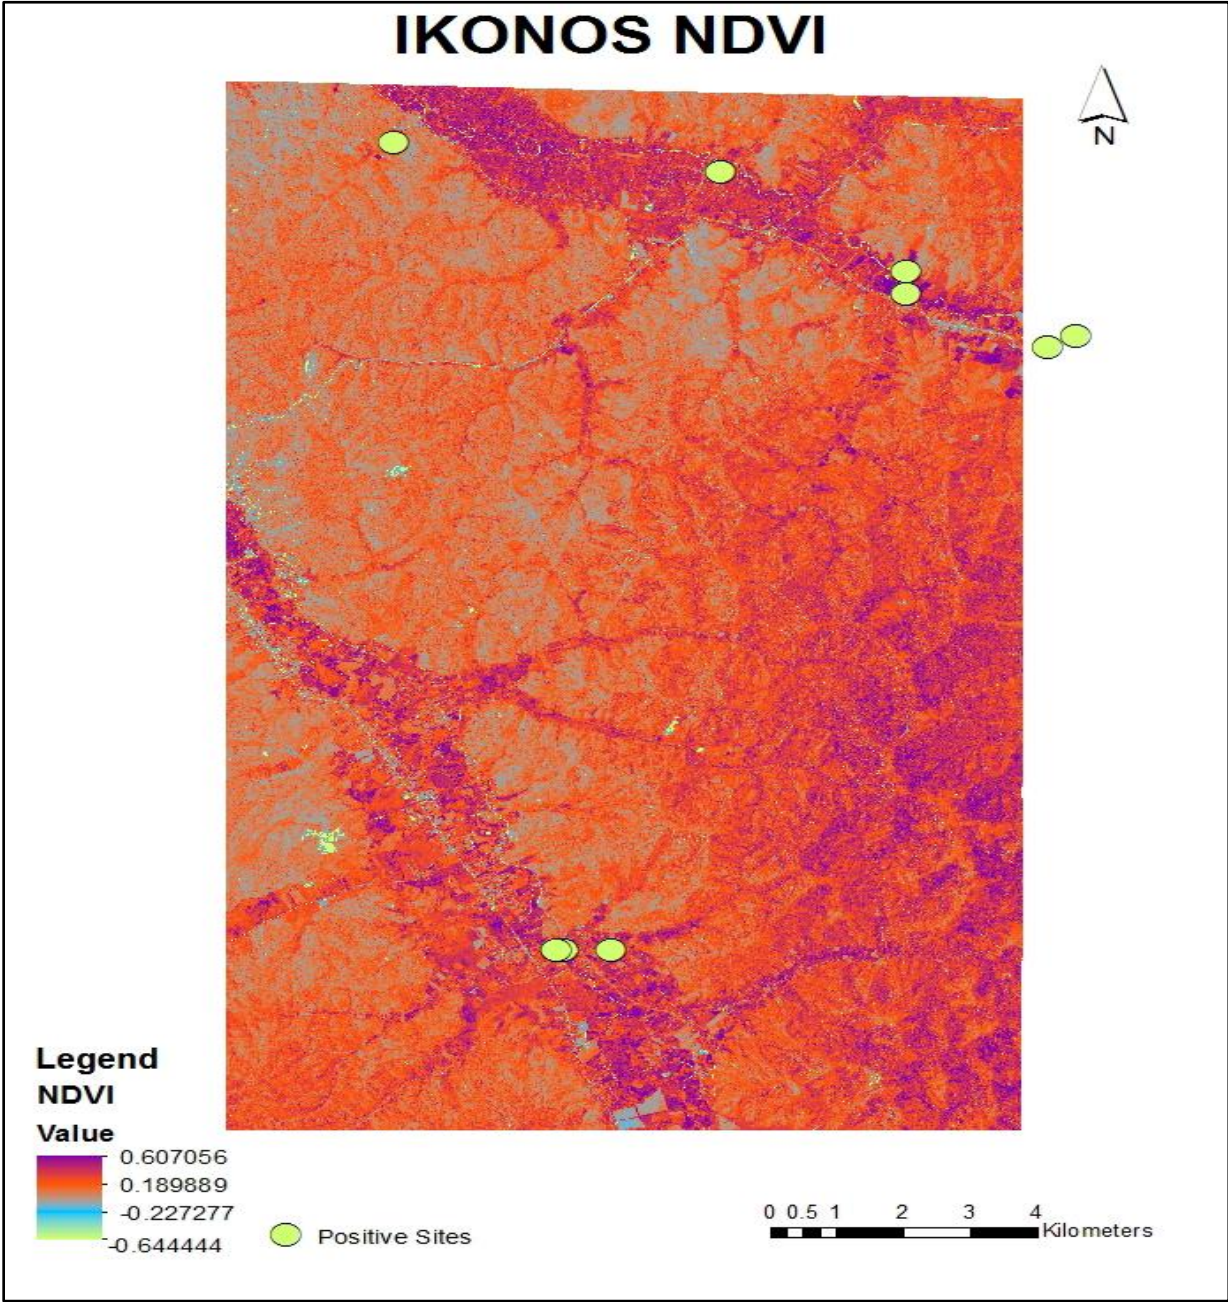 IKONOS NDVI
N
Legend
NDVI
Value
0.607056
0.189889
-0.227277
-0.644444
Positive Sites
0 0.5 1 2 3 4
Kilometers